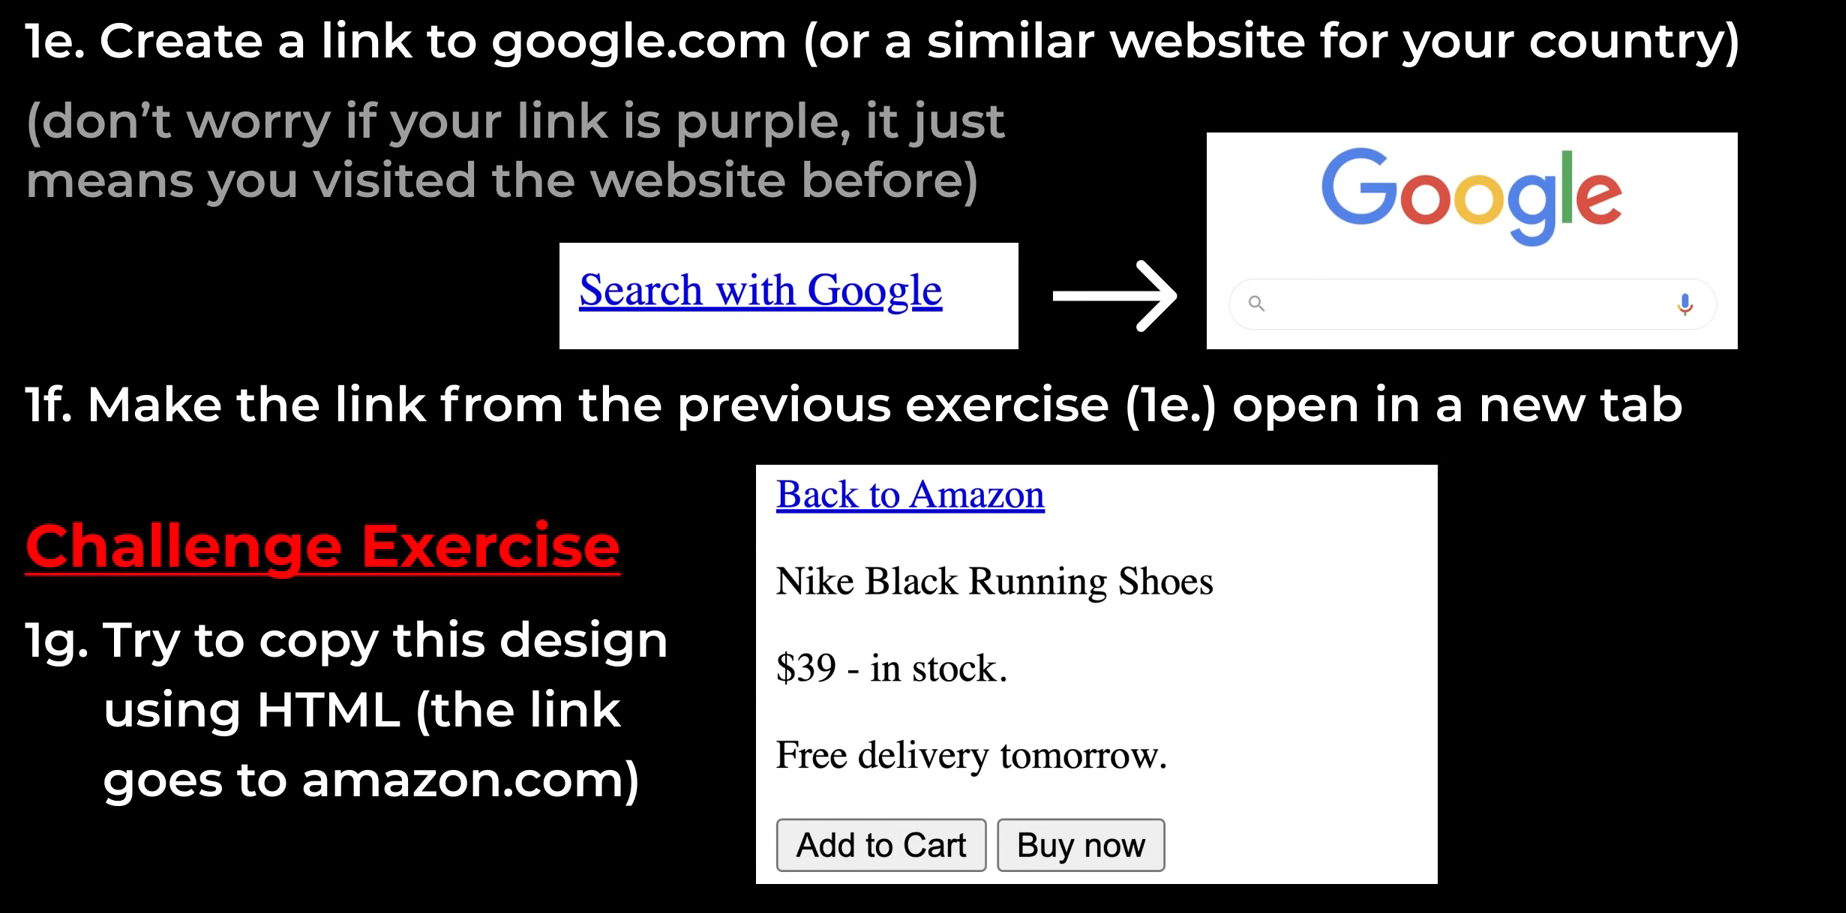 1e. Create a link to google.com (or a similar website for your country)
(don't worry if your link is purple, it just
means you visited the website before)
Search with Google
Google
1f. Make the link from the previous exercise (1e.) open in a new tab
Challenge Exercise
1g. Try to copy this design
using HTML (the link
goes to amazon.com)
Back to Amazon
Nike Black Running Shoes
$39 - in stock.
Free delivery tomorrow.
Add to Cart
Buy now